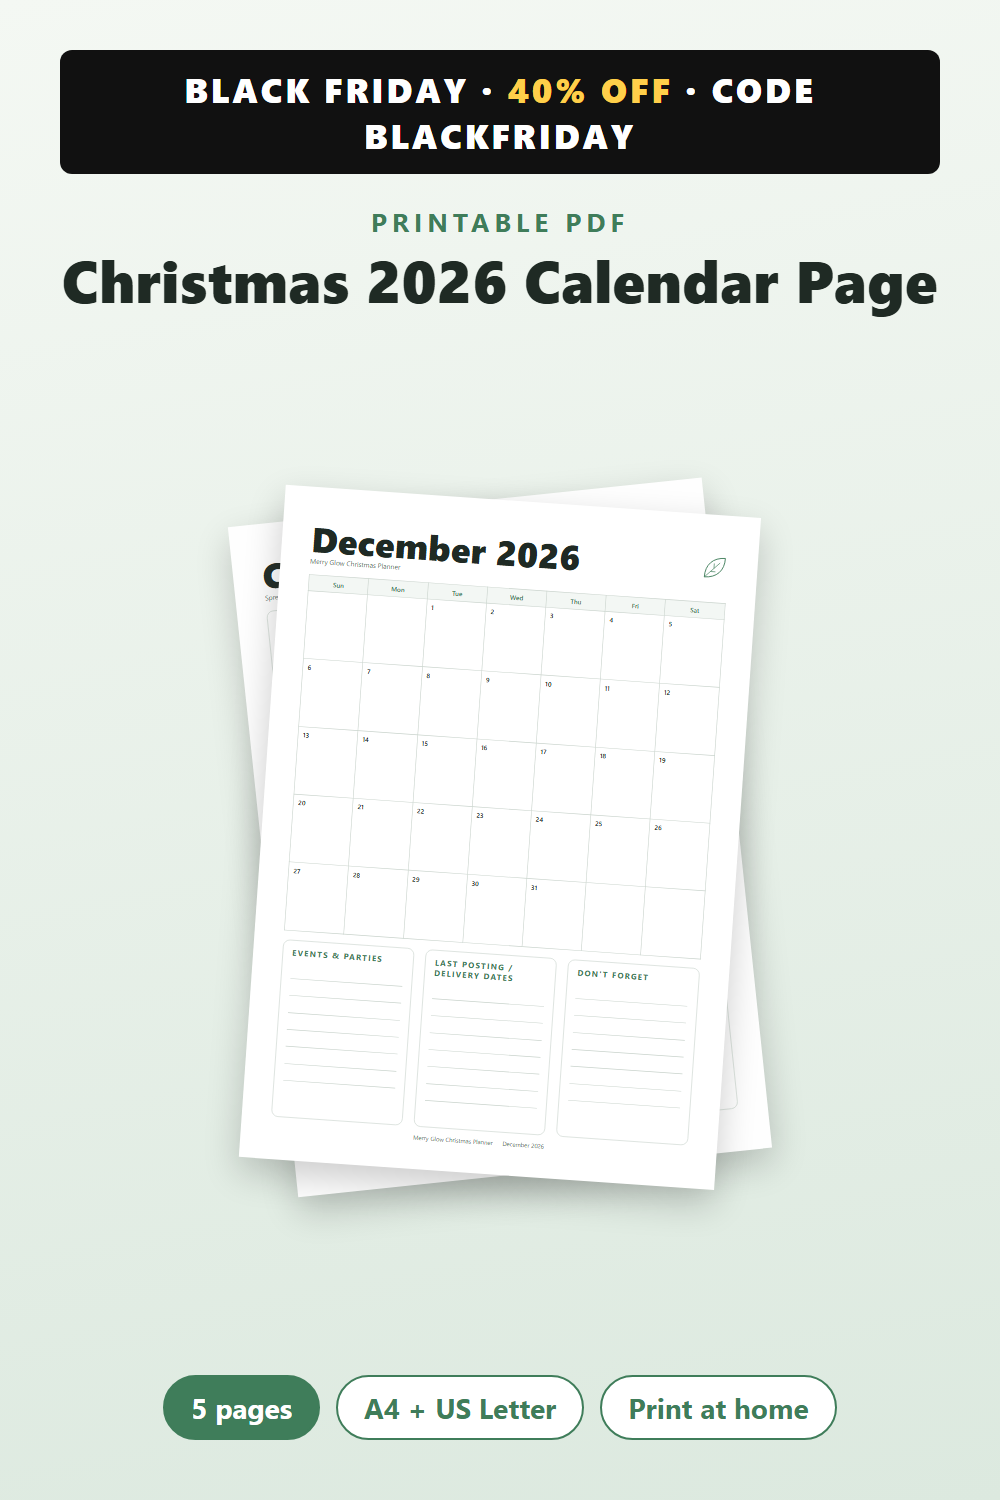 BLACK FRIDAY · 40% OFF · CODE
BLACKFRIDAY
PRINTABLE PDF
Christmas 2026 Calendar Page
C
Spre
December 2026
Merry Glow Christmas Planner
Sun Mon Tue Wed Thu Fri Sat
1 2 3 4 5
6 7 8 9 10 11 12
13 14 15 16 17 18 19
20 21 22 23 24 25 26
27 28 29 30 31
EVENTS & PARTIES
LAST POSTING /
DELIVERY DATES
DON'T FORGET
Merry Glow Christmas Planner December 2026
5 pages
A4 + US Letter
Print at home